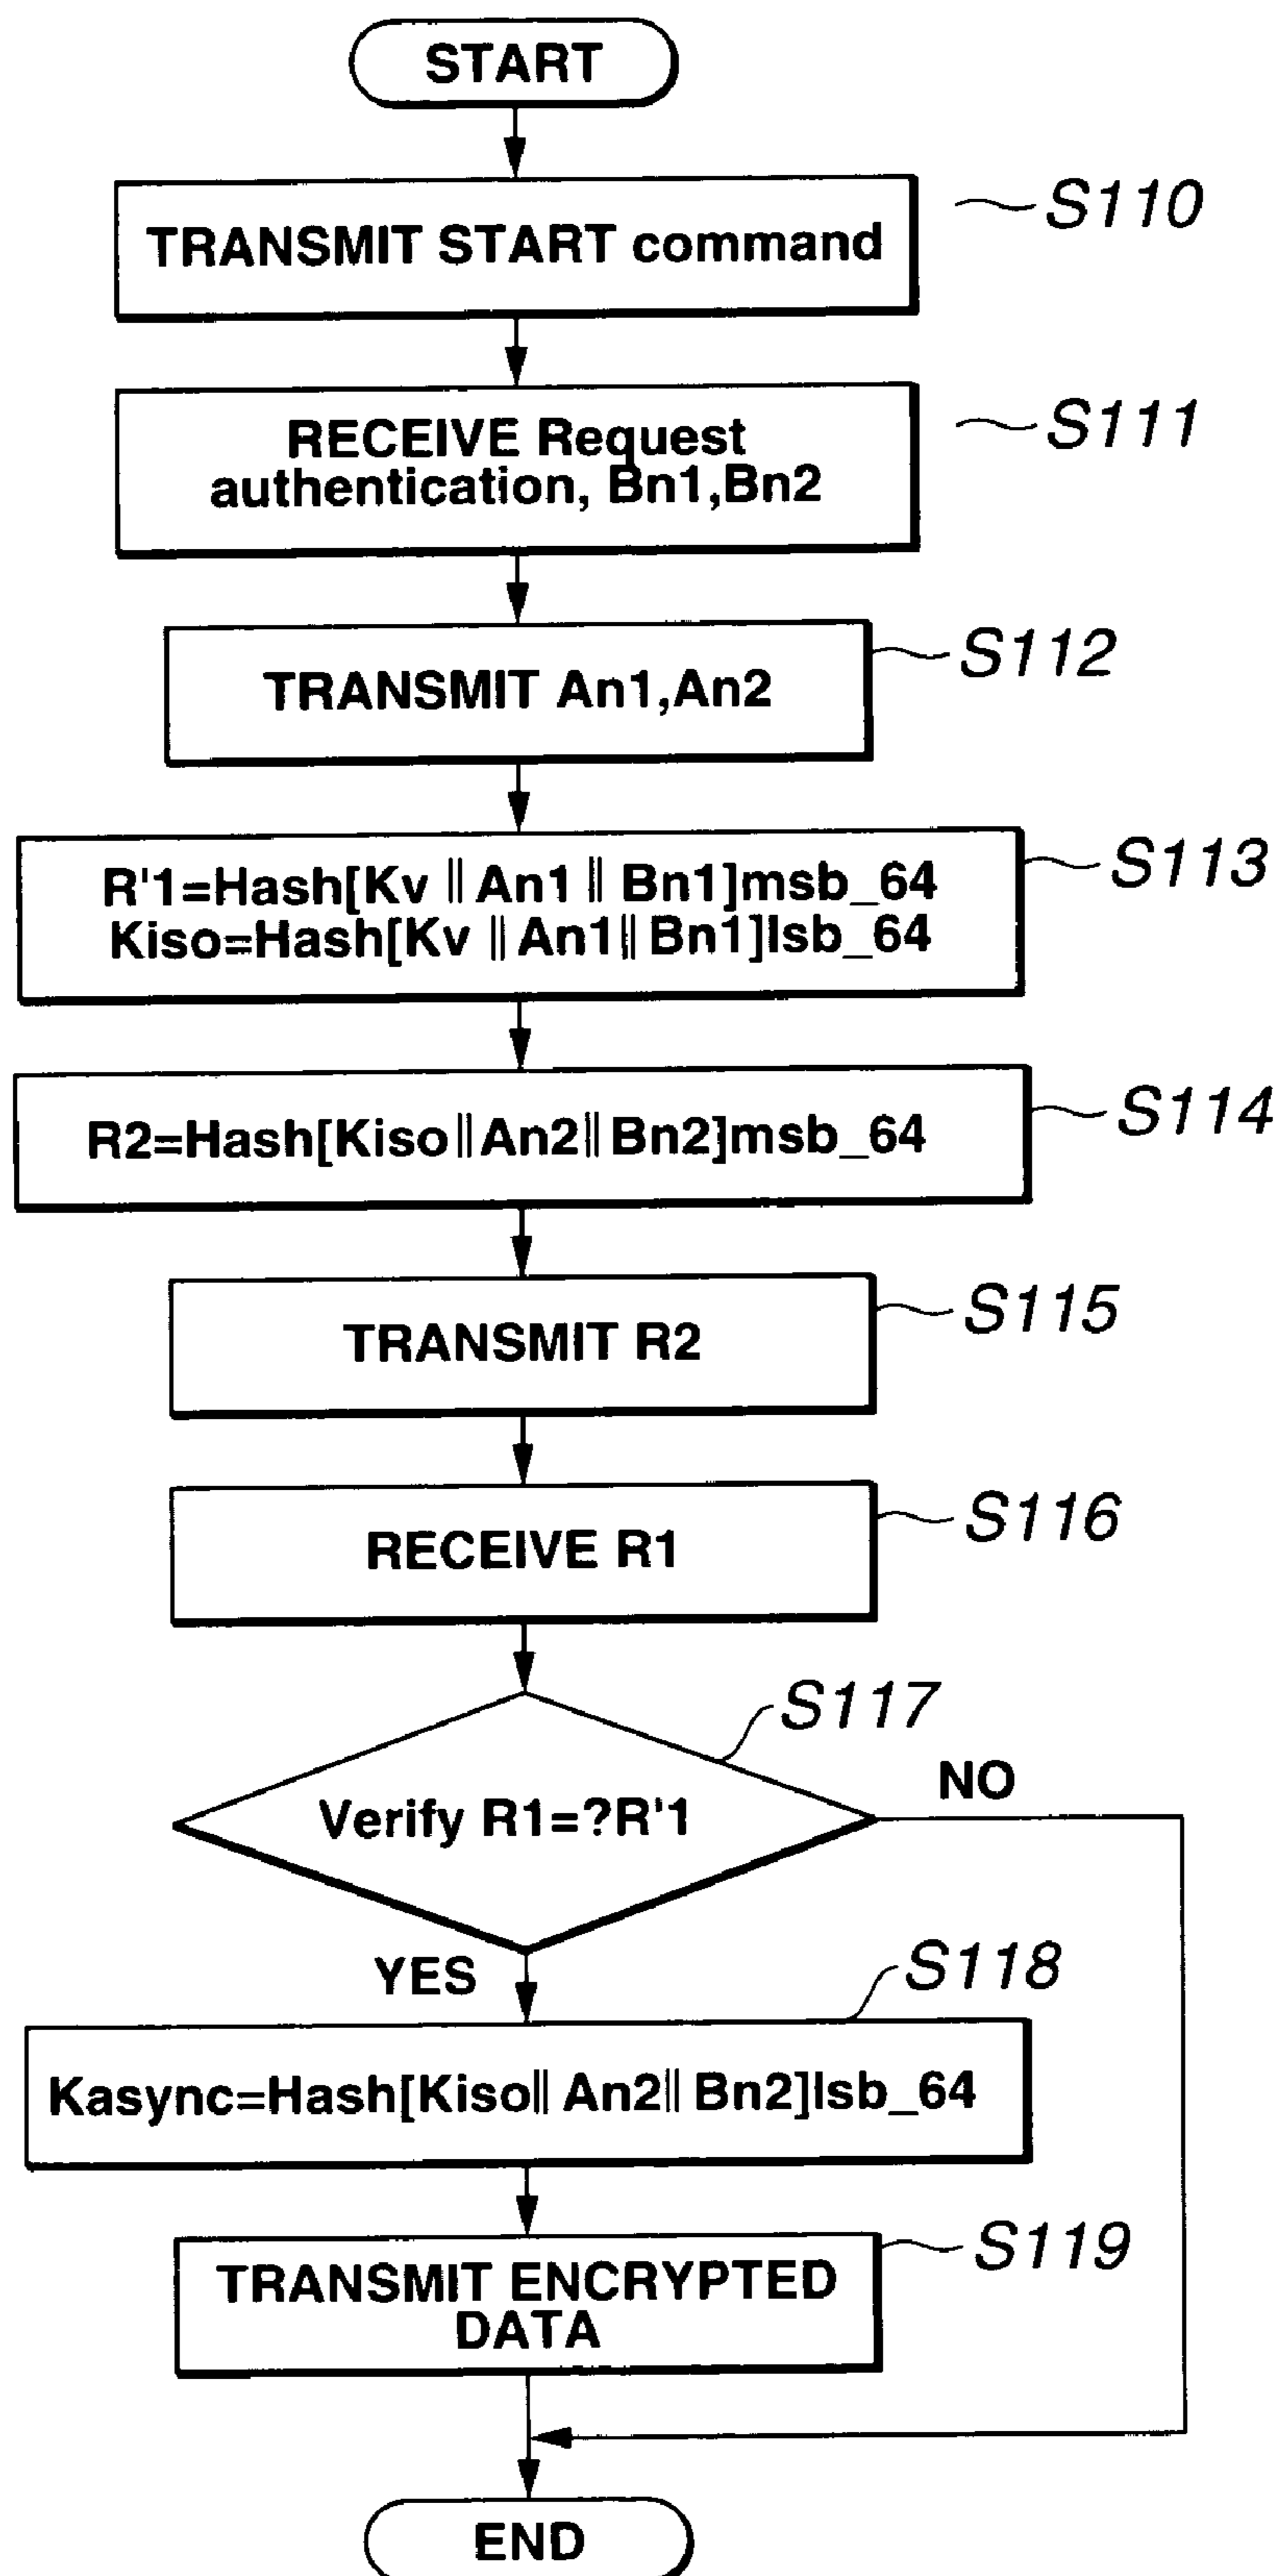 START
TRANSMIT START command
S110
RECEIVE Request
authentication, Bn1,Bn2
S111
TRANSMIT An1,An2
S112
R'1=Hash[Kv || An1 || Bn1]msb_64
Kiso=Hash[Kv || An1 || Bn1]lsb_64
S113
R2=Hash[Kiso || An2 || Bn2]msb_64
S114
TRANSMIT R2
S115
RECEIVE R1
S116
Verify R1=?R'1
S117
NO
YES
Kasync=Hash[Kiso || An2 || Bn2]lsb_64
S118
TRANSMIT ENCRYPTED
DATA
S119
END